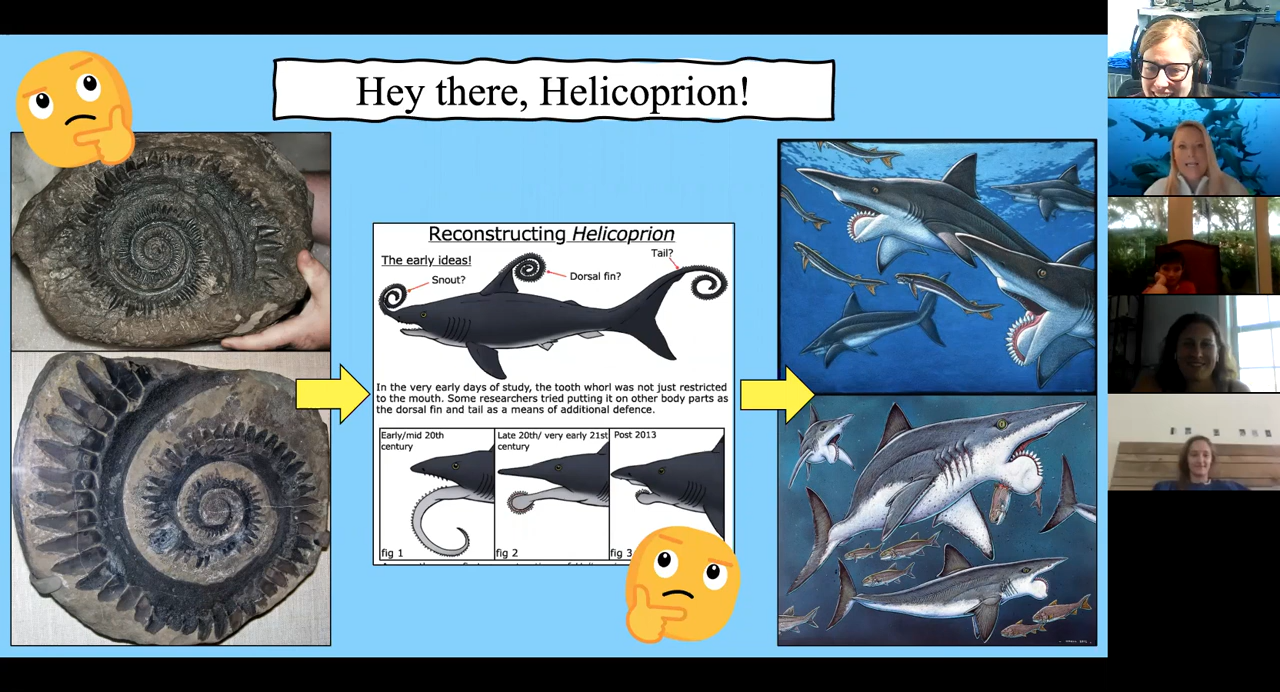 Hey there, Helicoprion!
Reconstructing Helicoprion
The early ideas!
Snout?
Dorsal fin?
Tail?
In the very early days of study, the tooth whorl was not just restricted
to the mouth. Some researchers tried putting it on other body parts as
the dorsal fin and tail as a means of additional defence.
Early/mid 20th
century
Late 20th/ very early 21st
century
Post 2013
fig 1
fig 2
fig 3